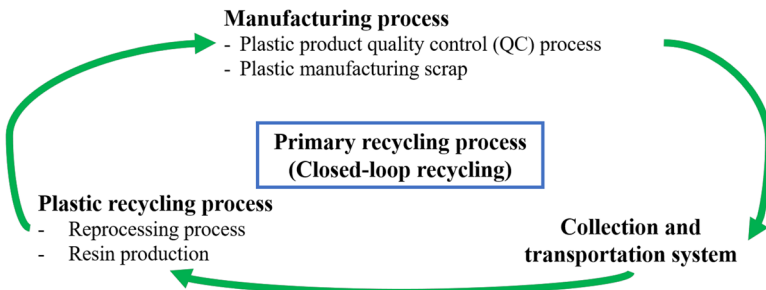 Manufacturing process
- Plastic product quality control (QC) process
- Plastic manufacturing scrap
Primary recycling process
(Closed-loop recycling)
Plastic recycling process
- Reprocessing process
- Resin production
Collection and
transportation system